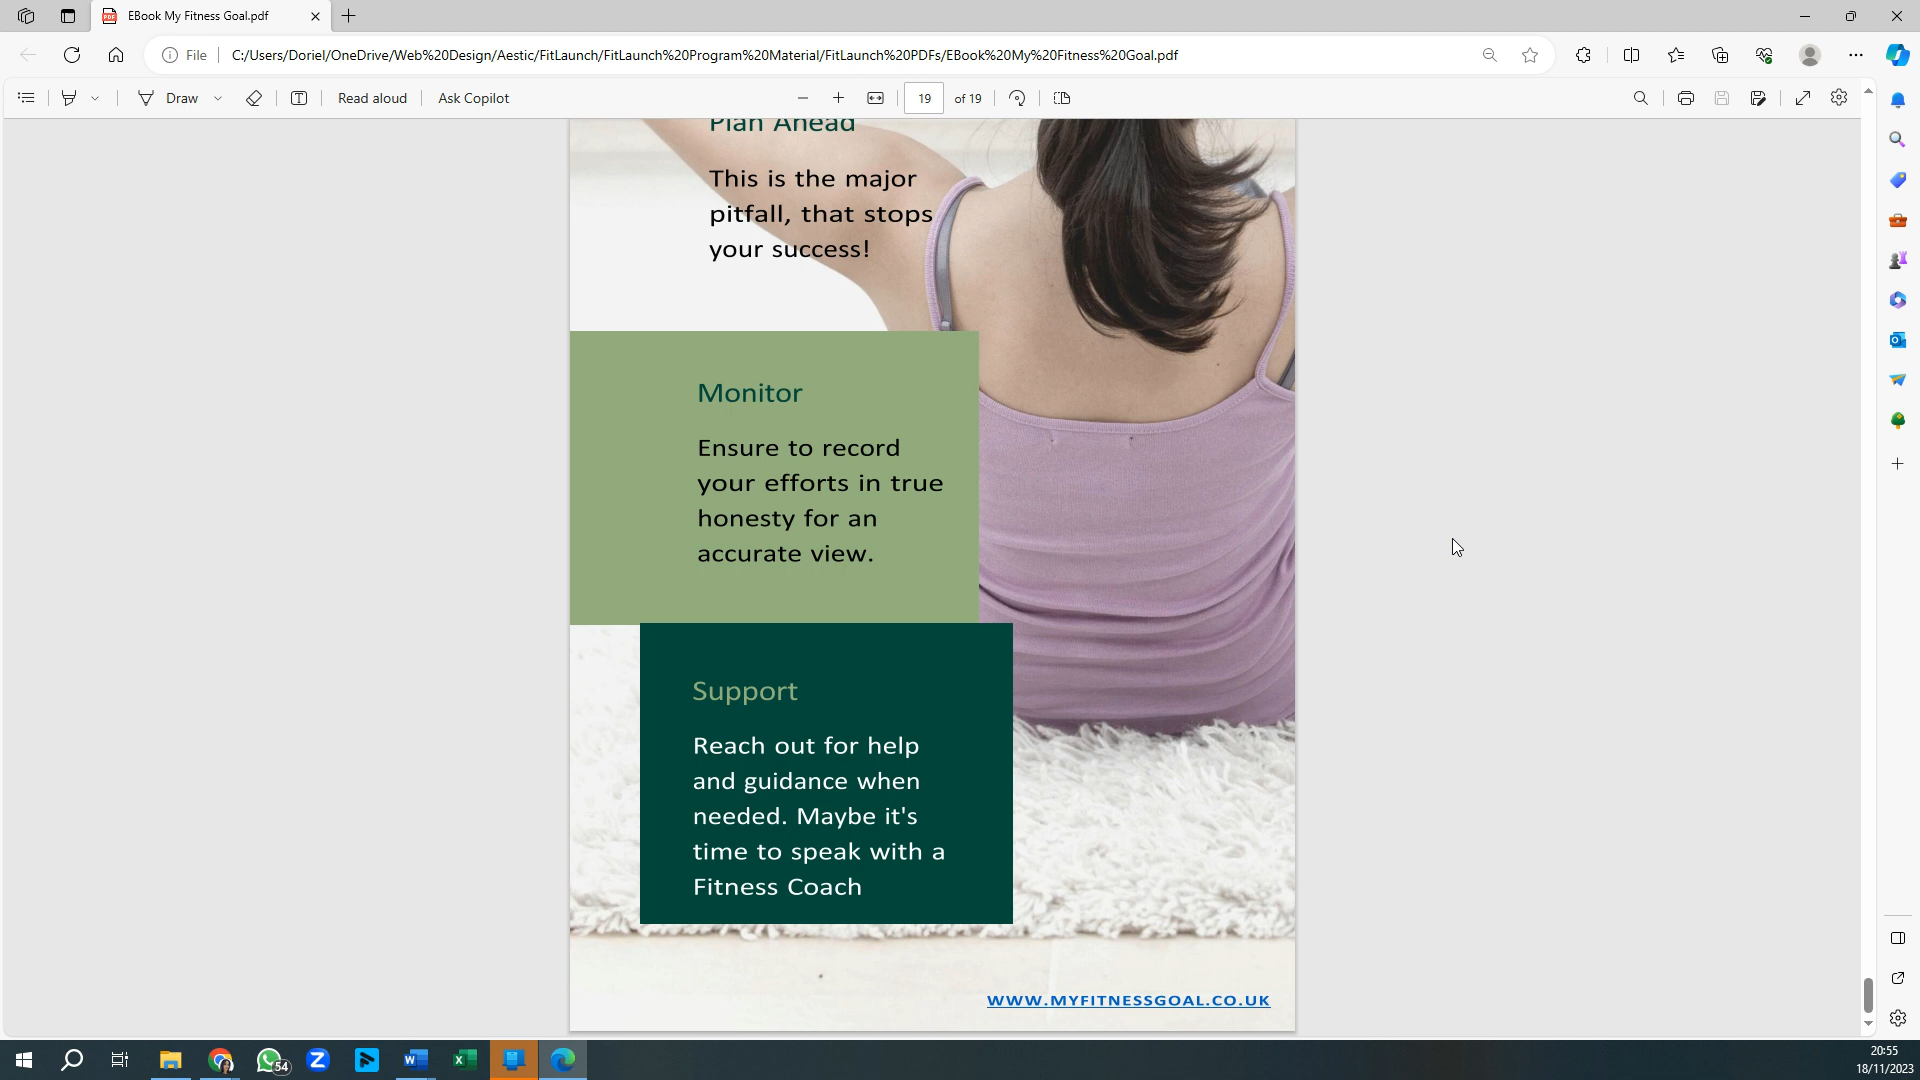 EBook My Fitness Goal.pdf
File
C:/Users/Doriel/OneDrive/Web%20Design/Aestic/FitLaunch/FitLaunch%20Program%20Material/FitLaunch%20PDFs/EBook%20My%20Fitness%20Goal.pdf
Draw
Read aloud
Ask Copilot
19 of 19
Plan Ahead
This is the major
pitfall, that stops
your success!
Monitor
Ensure to record
your efforts in true
honesty for an
accurate view.
Support
Reach out for help
and guidance when
needed. Maybe it's
time to speak with a
Fitness Coach
WWW.MYFITNESSGOAL.CO.UK
54
20:55
18/11/2023